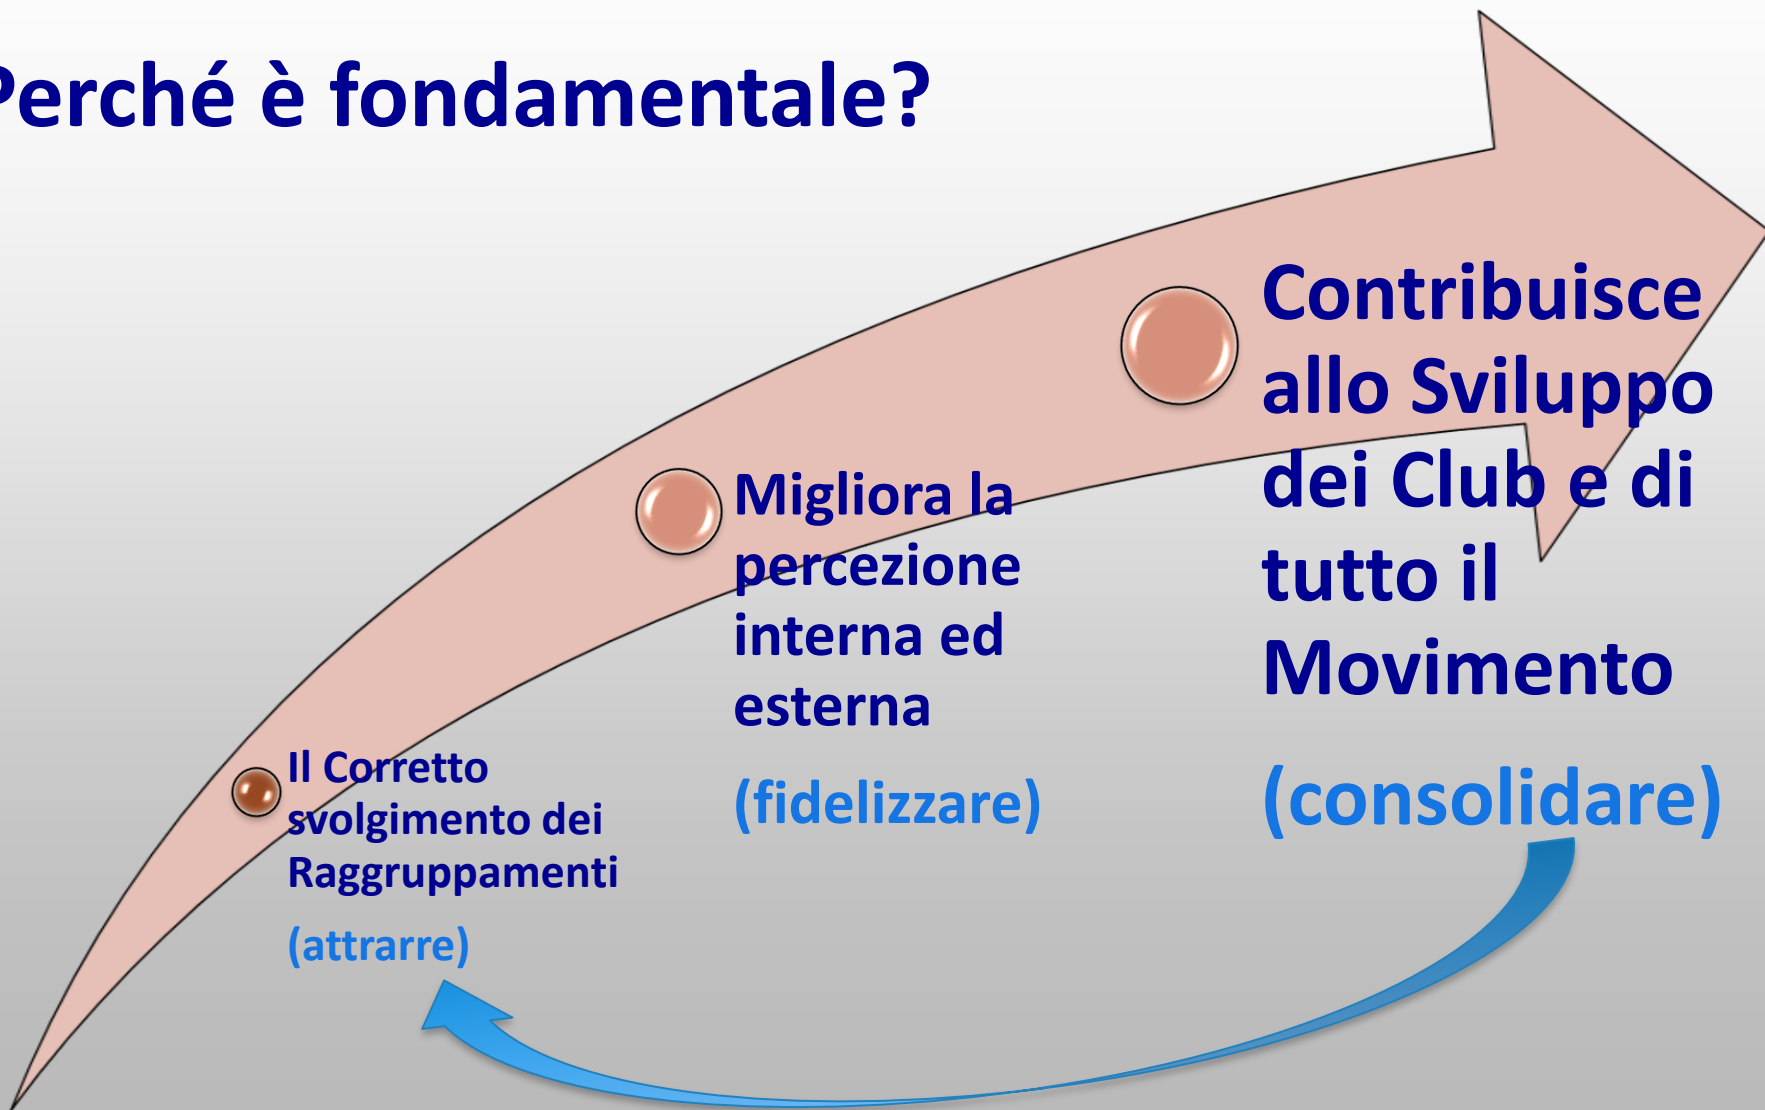 Perché è fondamentale?
Contribuisce
allo Sviluppo
dei Club e di
tutto il
Movimento
(consolidare)
Migliora la
percezione
interna ed
esterna
(fidelizzare)
Il Corretto
svolgimento dei
Raggruppamenti
(attrarre)